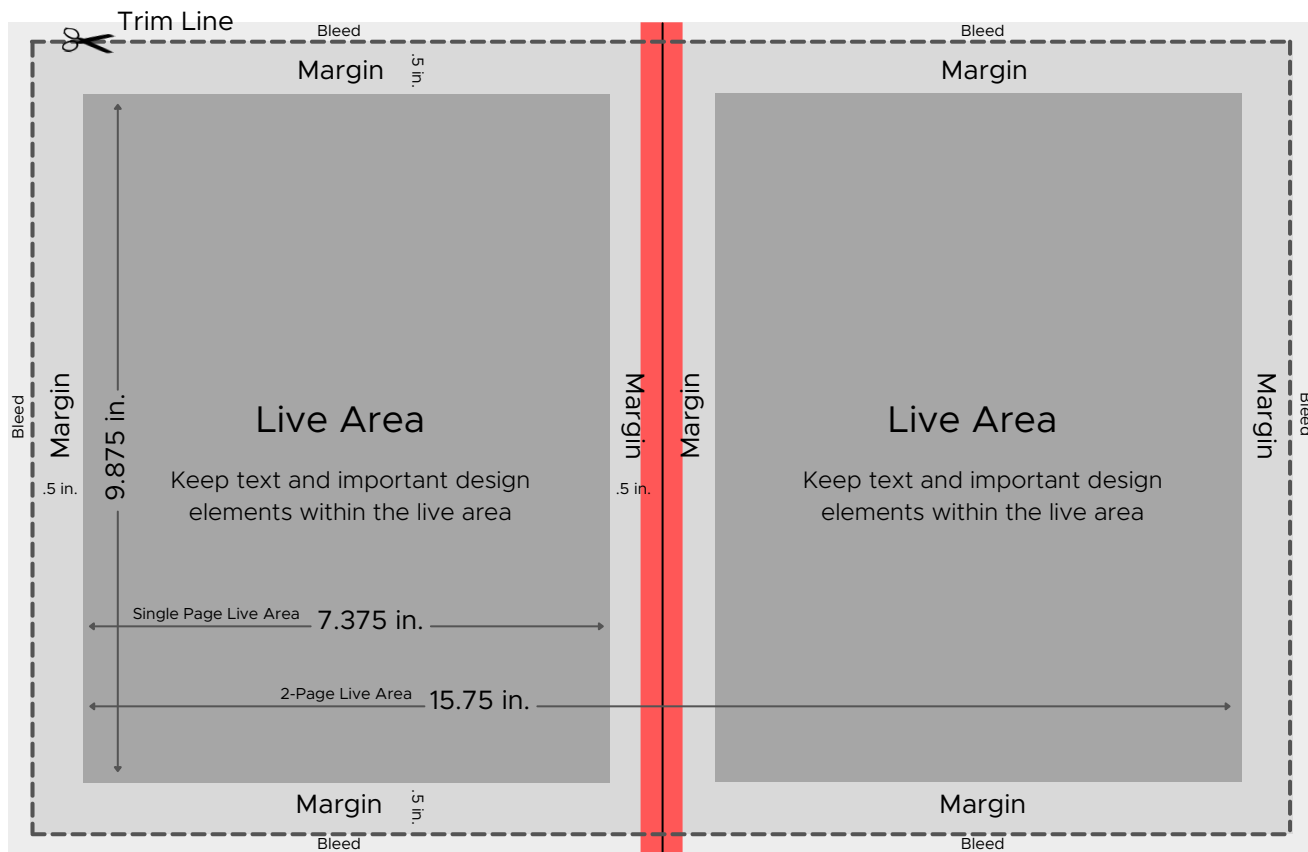 Trim Line
Bleed
Bleed
Margin
.5 in.
Margin
Bleed
Margin
.5 in.
9.875 in.
Live Area
Keep text and important design
elements within the live area
Margin
.5 in.
Margin
Live Area
Keep text and important design
elements within the live area
Margin
Bleed
Single Page Live Area 7.375 in.
2-Page Live Area 15.75 in.
Margin
.5 in.
Margin
Bleed
Bleed